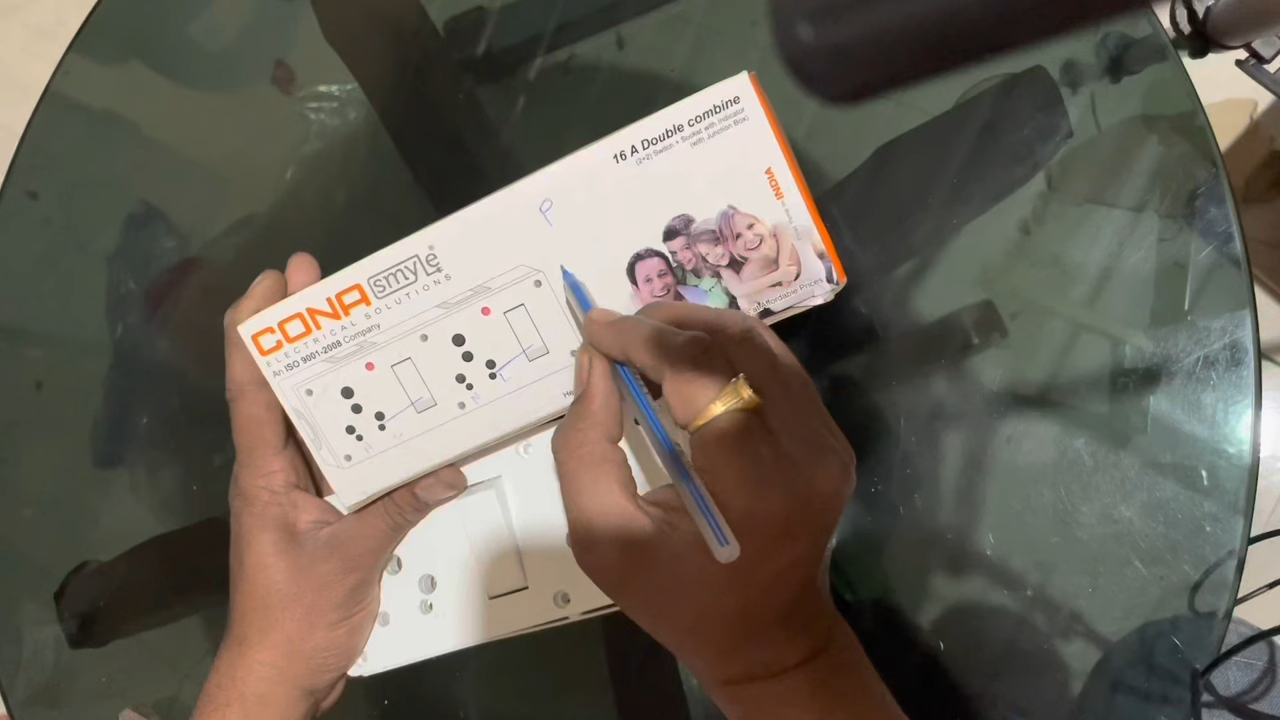 16 A Double combine
(2+2) Switch + Socket with Indicator
(with Junction Box)
INDIA
P
CONA smyle
ELECTRICAL SOLUTIONS
An ISO 9001-2008 Company
Affordable Prices
L
N